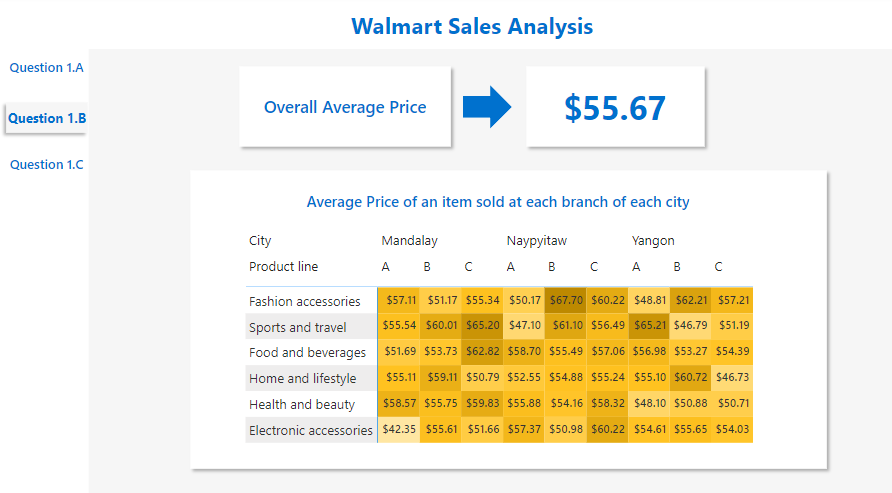 Walmart Sales Analysis
Question 1.A
Question 1.B
Question 1.C
Overall Average Price
$55.67
Average Price of an item sold at each branch of each city
City Mandalay Naypyitaw Yangon
Product line A B C A B C A B C
Fashion accessories $57.11 $51.17 $55.34 $50.17 $67.70 $60.22 $48.81 $62.21 $57.21
Sports and travel $55.54 $60.01 $65.20 $47.10 $61.10 $56.49 $65.21 $46.79 $51.19
Food and beverages $51.69 $53.73 $62.82 $58.70 $55.49 $57.06 $56.98 $53.27 $54.39
Home and lifestyle $55.11 $59.11 $50.79 $52.55 $54.88 $55.24 $55.10 $60.72 $46.73
Health and beauty $58.57 $55.75 $59.83 $55.88 $54.16 $58.32 $48.10 $50.88 $50.71
Electronic accessories $42.35 $55.61 $51.66 $57.37 $50.98 $60.22 $54.61 $55.65 $54.03